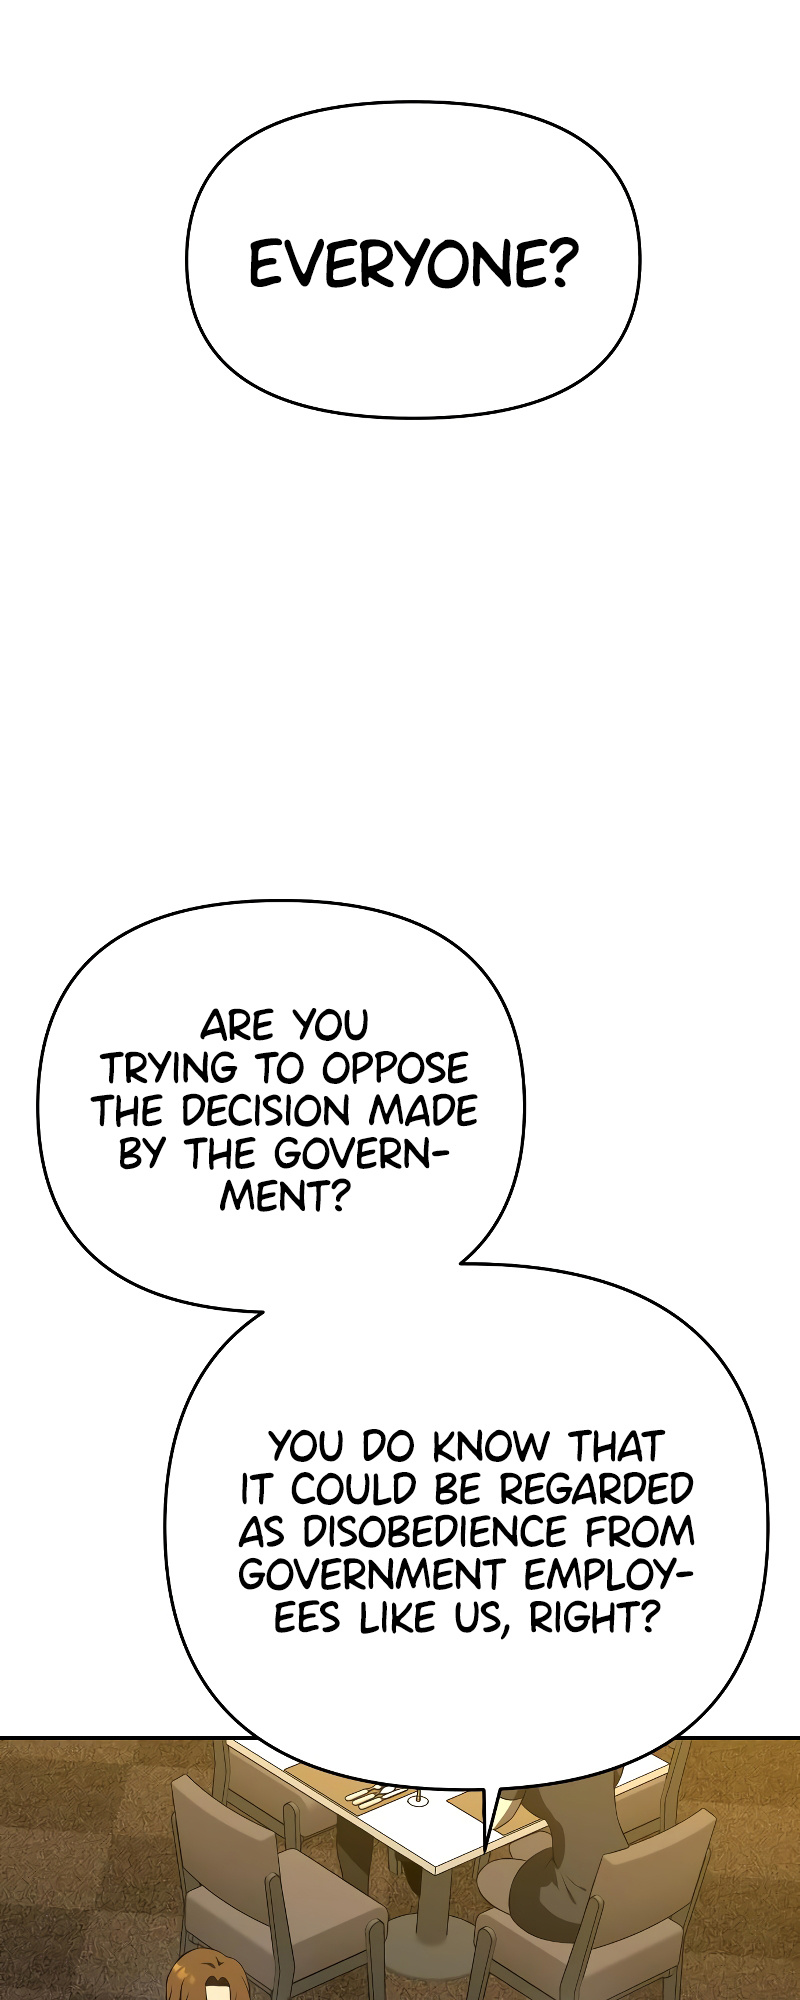 EVERYONE?
ARE YOU
TRYING TO OPPOSE
THE DECISION MADE
BY THE GOVERN-
MENT?
YOU DO KNOW THAT
IT COULD BE REGARDED
AS DISOBEDIENCE FROM
GOVERNMENT EMPLOY-
EES LIKE US, RIGHT?